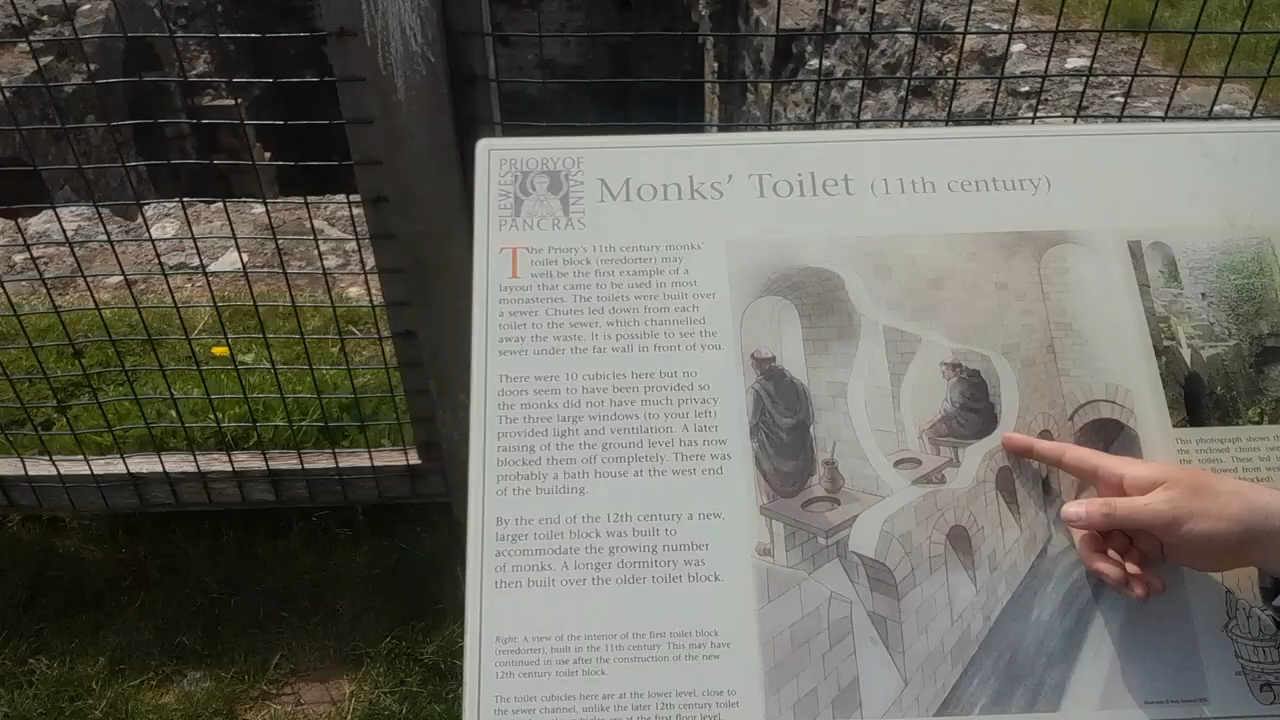 PRIORY OF
SAINT
PANCRAS
LEWES
Monks' Toilet (11th century)
The Priory's 11th century monks'
toilet block (reredorter) may
well be the first example of a
layout that came to be used in most
monasteries. The toilets were built over
a sewer. Chutes led down from each
toilet to the sewer, which channelled
away the waste. It is possible to see the
sewer under the far wall in front of you.
There were 10 cubicles here but no
doors seem to have been provided so
the monks did not have much privacy.
The three large windows (to your left)
provided light and ventilation. A later
raising of the the ground level has now
blocked them off completely. There was
probably a bath house at the west end
of the building.
By the end of the 12th century a new,
larger toilet block was built to
accommodate the growing number
of monks. A longer dormitory was
then built over the older toilet block.
Right: A view of the interior of the first toilet block
(reredorter), built in the 11th century. This may have
continued in use after the construction of the new
12th century toilet block.
The toilet cubicles here are at the lower level, close to
the sewer channel, unlike the later 12th century toilet
cubicles are at the first floor level.
This photograph shows
the enclosed chutes
the toilets. These led
flowed from
blocked).